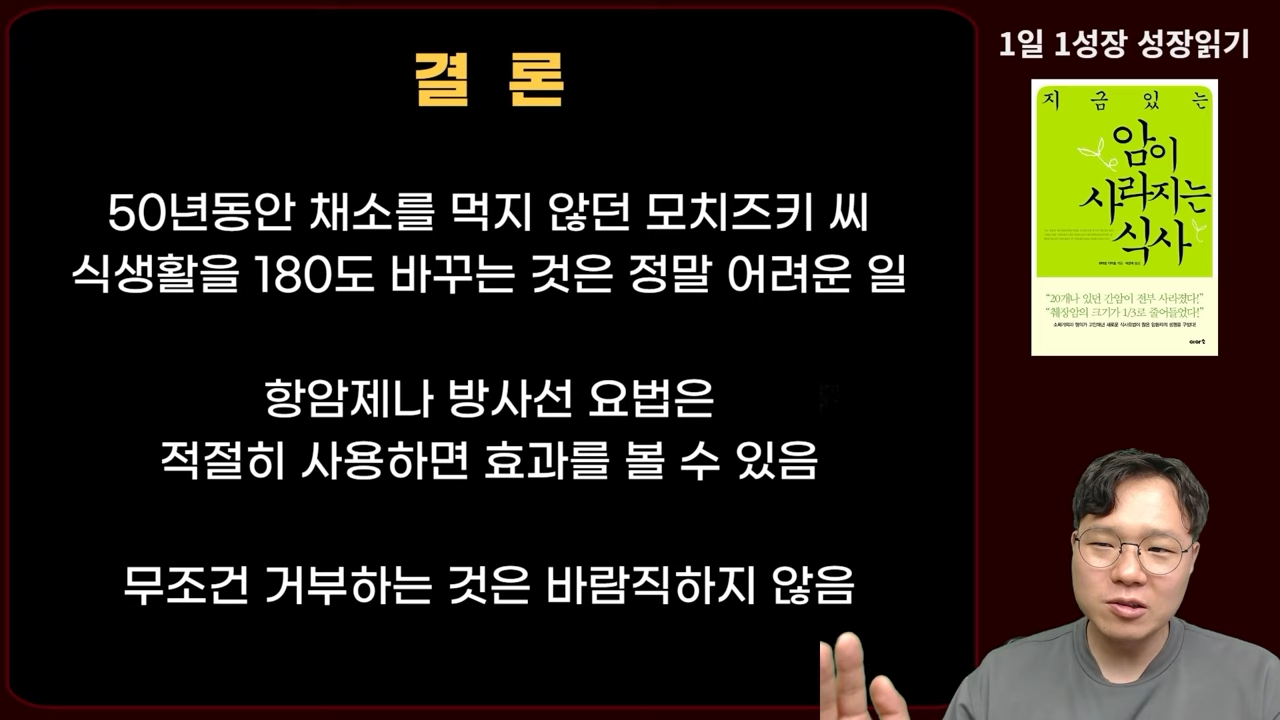 결 론
50년동안 채소를 먹지 않던 모치즈키 씨
식생활을 180도 바꾸는 것은 정말 어려운 일
항암제나 방사선 요법은
적절히 사용하면 효과를 볼 수 있음
무조건 거부하는 것은 바람직하지 않음
1일 1성장 성장읽기
지금있는
암이
사라지는
식사
“20개나 있던 간암이 전부 사라졌다!”
“췌장암의 크기가 1/3로 줄어들었다!”